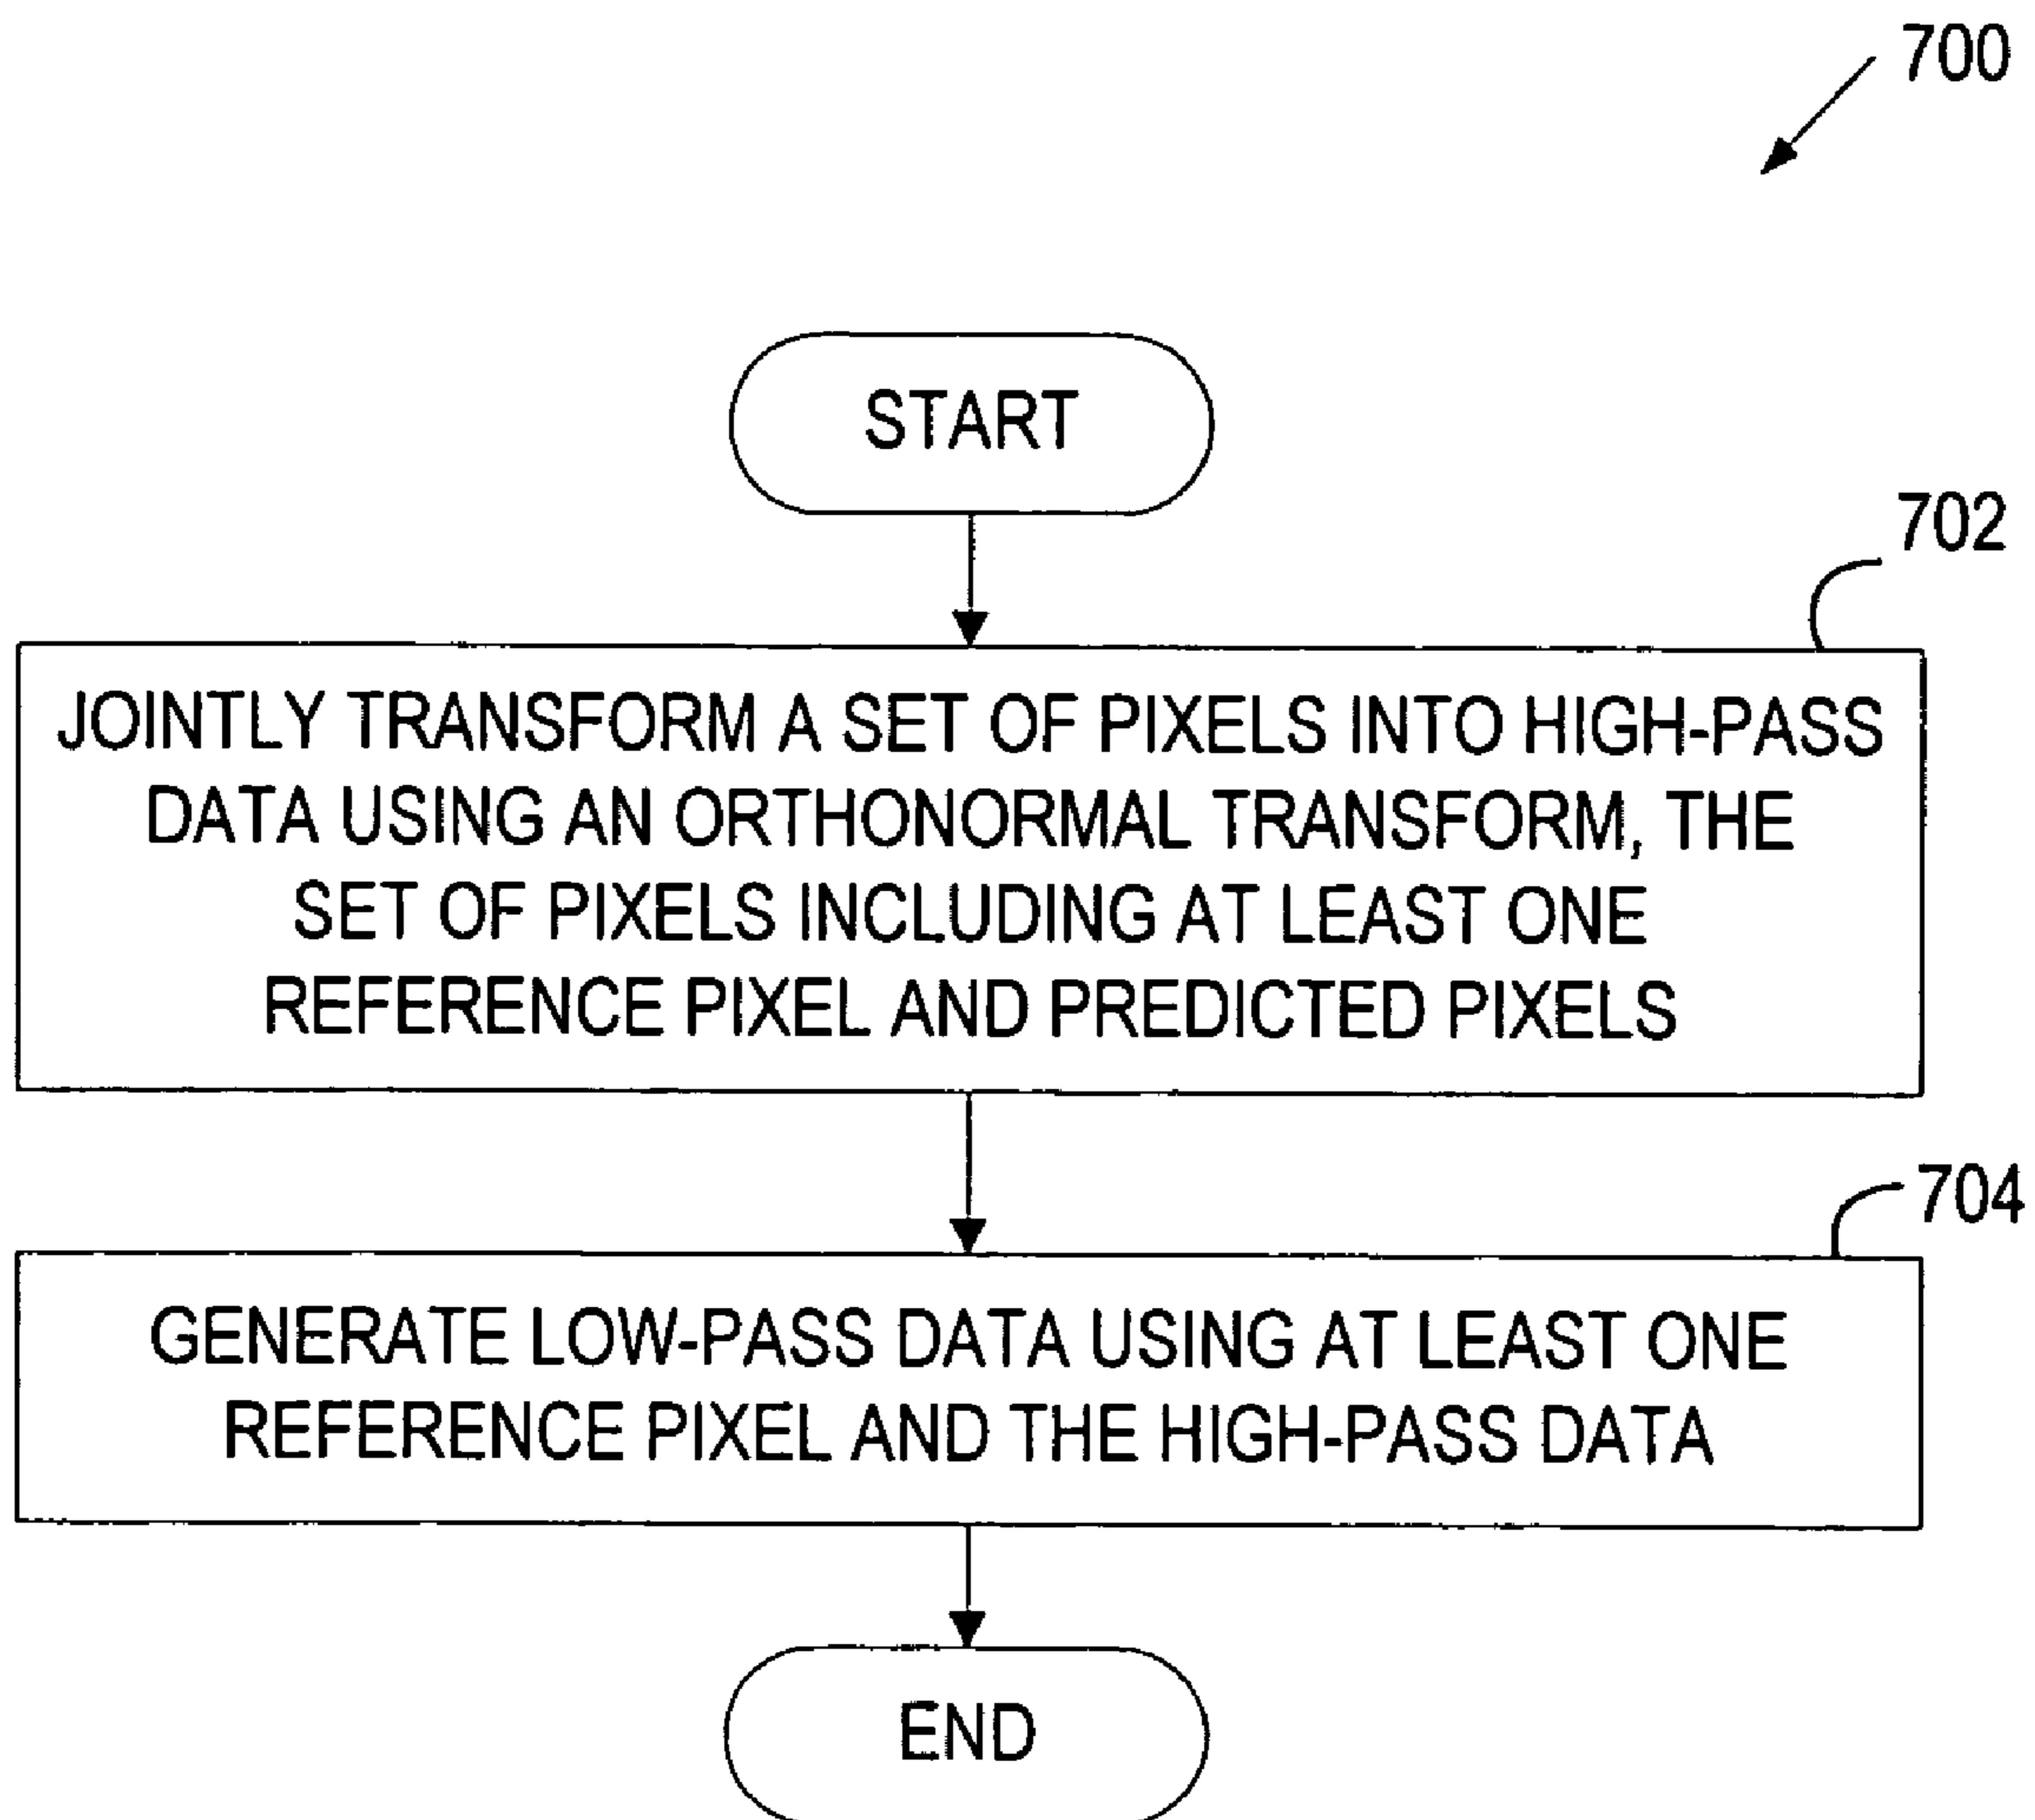 700
START
702
JOINTLY TRANSFORM A SET OF PIXELS INTO HIGH-PASS
DATA USING AN ORTHONORMAL TRANSFORM, THE
SET OF PIXELS INCLUDING AT LEAST ONE
REFERENCE PIXEL AND PREDICTED PIXELS
704
GENERATE LOW-PASS DATA USING AT LEAST ONE
REFERENCE PIXEL AND THE HIGH-PASS DATA
END